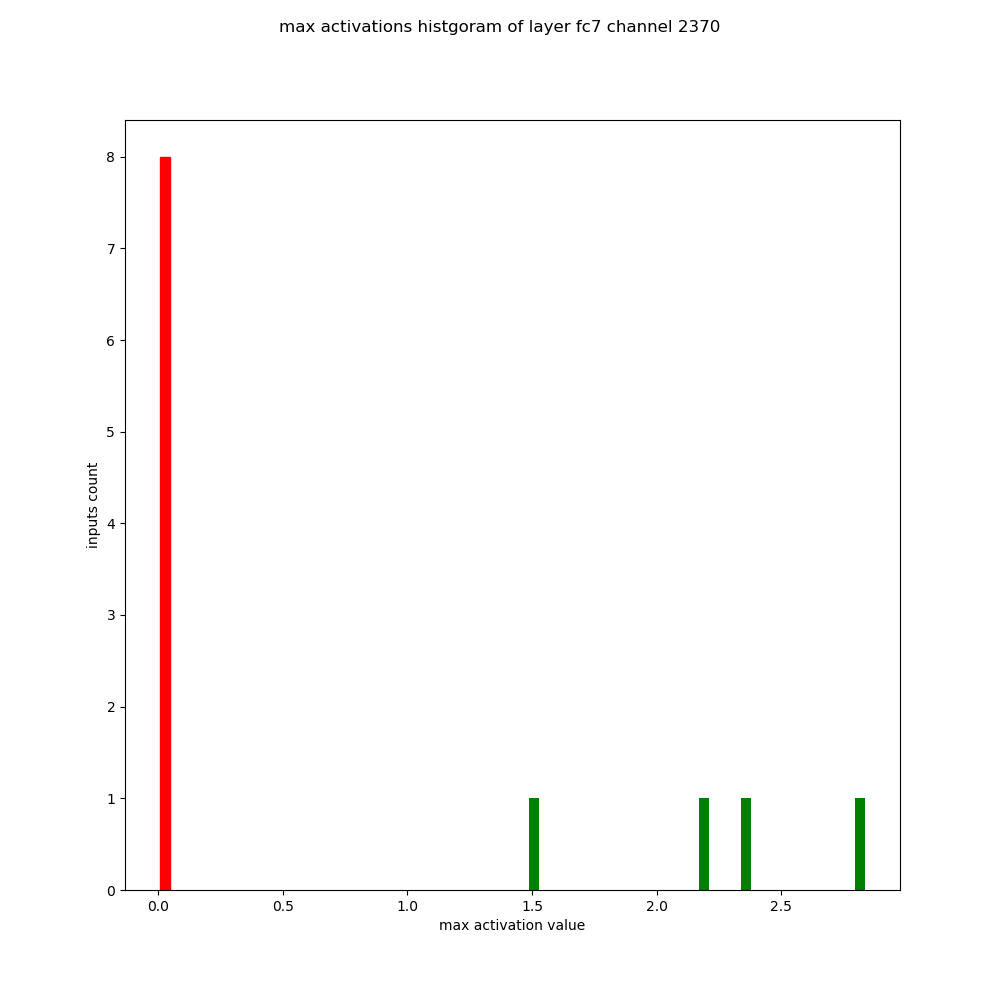 max activations histgoram of layer fc7 channel 2370
8
7
6
5
4
3
2
1
0
inputs count
0.0 0.5 1.0 1.5 2.0 2.5
max activation value